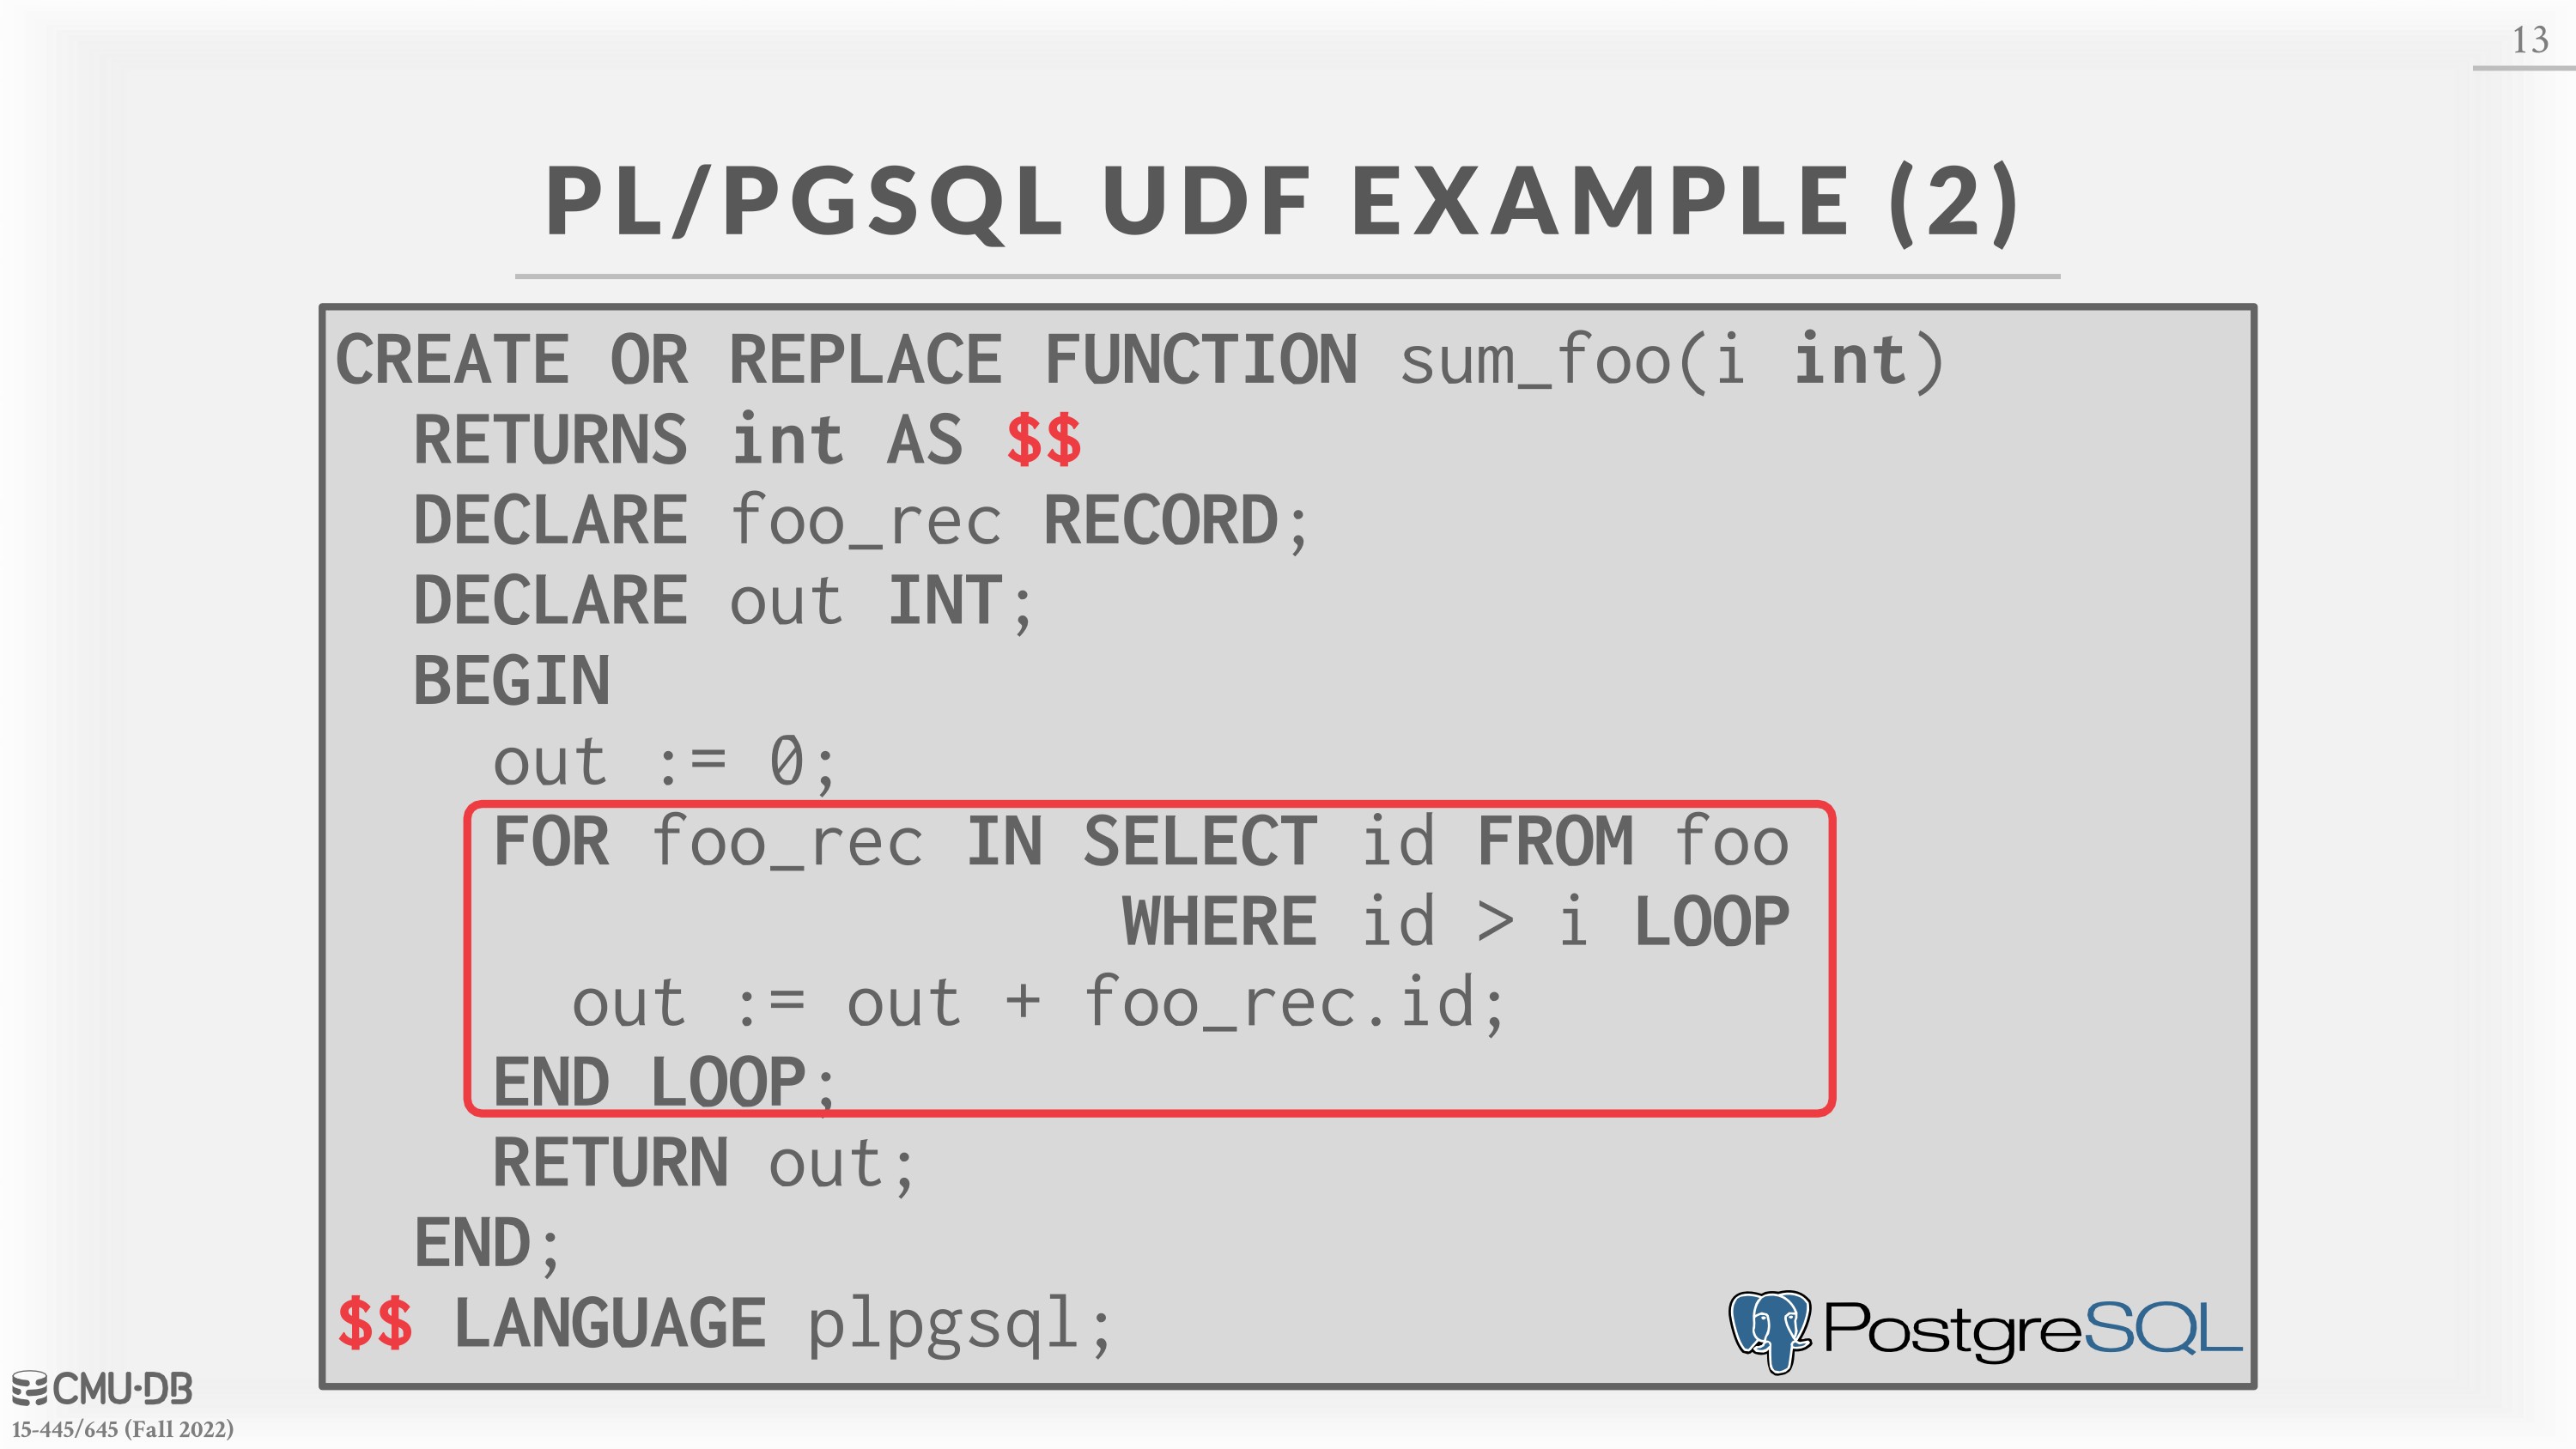 13
PL/PGSQL UDF EXAMPLE (2)
CREATE OR REPLACE FUNCTION sum_foo(i int)
RETURNS int AS $$
DECLARE foo_rec RECORD;
DECLARE out INT;
BEGIN
out := 0;
FOR foo_rec IN SELECT id FROM foo
WHERE id > i LOOP
out := out + foo_rec.id;
END LOOP;
RETURN out;
END;
$$ LANGUAGE plpgsql;
PostgreSQL
CMU·DB
15-445/645 (Fall 2022)